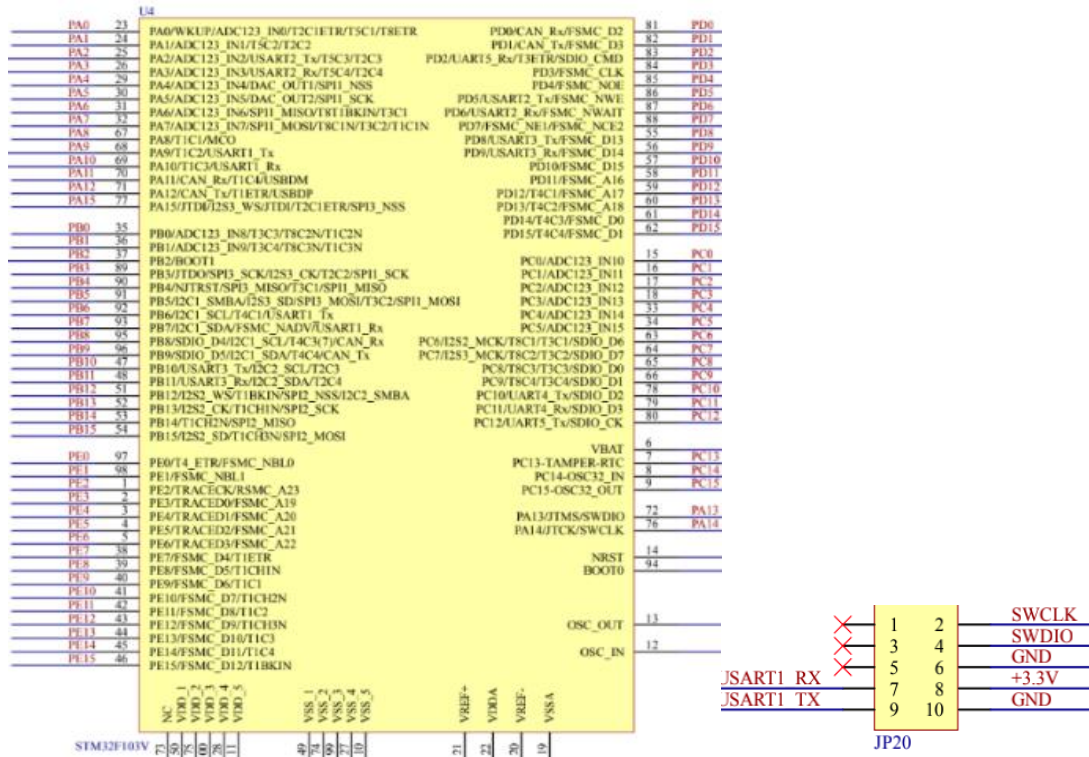 U4
PA0 23 PA0/WKUP/ADC123_IN0/T2C1ETR/T5C1/T8ETR PD0/CAN_Rx/FSMC_D2 81 PD0
PA1 24 PA1/ADC123_IN1/T5C2/T2C2 PD1/CAN_Tx/FSMC_D3 82 PD1
PA2 25 PA2/ADC123_IN2/USART2_Tx/T5C3/T2C3 PD2/UART5_Rx/T3ETR/SDIO_CMD 83 PD2
PA3 26 PA3/ADC123_IN3/USART2_Rx/T5C4/T2C4 PD3/FSMC_CLK 84 PD3
PA4 29 PA4/ADC123_IN4/DAC_OUT1/SPI1_NSS PD4/FSMC_NOE 85 PD4
PA5 30 PA5/ADC123_IN5/DAC_OUT2/SPI1_SCK PD5/USART2_Tx/FSMC_NWE 86 PD5
PA6 31 PA6/ADC123_IN6/SPI1_MISO/T8T1BKIN/T3C1 PD6/USART2_Rx/FSMC_NWAIT 87 PD6
PA7 32 PA7/ADC123_IN7/SPI1_MOSI/T8C1N/T3C2/T1C1N PD7/FSMC_NE1/FSMC_NCE2 88 PD7
PA8 67 PA8/T1C1/MCO PD8/USART3_Tx/FSMC_D13 55 PD8
PA9 68 PA9/T1C2/USART1_Tx PD9/USART3_Rx/FSMC_D14 56 PD9
PA10 69 PA10/T1C3/USART1_Rx PD10/FSMC_D15 57 PD10
PA11 70 PA11/CAN_Rx/T1C4/USBDM PD11/FSMC_A16 58 PD11
PA12 71 PA12/CAN_Tx/T1ETR/USBDP PD12/T4C1/FSMC_A17 59 PD12
PA15 77 PA15/JTDI/I2S3_WS/JTDI/T2C1ETR/SPI3_NSS PD13/T4C2/FSMC_A18 60 PD13
PD14/T4C3/FSMC_D0 61 PD14
PB0 35 PB0/ADC123_IN8/T3C3/T8C2N/T1C2N PD15/T4C4/FSMC_D1 62 PD15
PB1 36 PB1/ADC123_IN9/T3C4/T8C3N/T1C3N
PB2 37 PB2/BOOT1 PC0/ADC123_IN10 15 PC0
PB3 89 PB3/JTDO/SPI3_SCK/I2S3_CK/T2C2/SPI1_SCK PC1/ADC123_IN11 16 PC1
PB4 90 PB4/NJTRST/SPI3_MISO/T3C1/SPI1_MISO PC2/ADC123_IN12 17 PC2
PB5 91 PB5/I2C1_SMBA/I2S3_SD/SPI3_MOSI/T3C2/SPI1_MOSI PC3/ADC123_IN13 18 PC3
PB6 92 PB6/I2C1_SCL/T4C1/USART1_Tx PC4/ADC123_IN14 33 PC4
PB7 93 PB7/I2C1_SDA/FSMC_NADV/USART1_Rx PC5/ADC123_IN15 34 PC5
PB8 95 PB8/SDIO_D4/I2C1_SCL/T4C3(?)/CAN_Rx PC6/I2S2_MCK/T8C1/T3C1/SDIO_D6 63 PC6
PB9 96 PB9/SDIO_D5/I2C1_SDA/T4C4/CAN_Tx PC7/I2S3_MCK/T8C2/T3C2/SDIO_D7 64 PC7
PB10 47 PB10/USART3_Tx/I2C2_SCL/T2C3 PC8/T8C3/T3C3/SDIO_D0 65 PC8
PB11 48 PB11/USART3_Rx/I2C2_SDA/T2C4 PC9/T8C4/T3C4/SDIO_D1 66 PC9
PB12 51 PB12/I2S2_WS/T1BKIN/SPI2_NSS/I2C2_SMBA PC10/UART4_Tx/SDIO_D2 78 PC10
PB13 52 PB13/I2S2_CK/T1CH1N/SPI2_SCK PC11/UART4_Rx/SDIO_D3 79 PC11
PB14 53 PB14/T1CH2N/SPI2_MISO PC12/UART5_Tx/SDIO_CK 80 PC12
PB15 54 PB15/I2S2_SD/T1CH3N/SPI2_MOSI
VBAT 6
PE0 97 PE0/T4_ETR/FSMC_NBL0 PC13-TAMPER-RTC 7 PC13
PE1 98 PE1/FSMC_NBL1 PC14-OSC32_IN 8 PC14
PE2 1 PE2/TRACECK/RSMC_A23 PC15-OSC32_OUT 9 PC15
PE3 2 PE3/TRACED0/FSMC_A19
PE4 3 PE4/TRACED1/FSMC_A20 PA13/JTMS/SWDIO 72 PA13
PE5 4 PE5/TRACED2/FSMC_A21 PA14/JTCK/SWCLK 76 PA14
PE6 5 PE6/TRACED3/FSMC_A22
PE7 38 PE7/FSMC_D4/T1ETR NRST 14
PE8 39 PE8/FSMC_D5/T1CH1N BOOT0 94
PE9 40 PE9/FSMC_D6/T1C1
PE10 41 PE10/FSMC_D7/T1CH2N
PE11 42 PE11/FSMC_D8/T1C2
PE12 43 PE12/FSMC_D9/T1CH3N OSC_OUT 13
PE13 44 PE13/FSMC_D10/T1C3
PE14 45 PE14/FSMC_D11/T1C4 OSC_IN 12
PE15 46 PE15/FSMC_D12/T1BKIN
NC VDD_1 VDD_2 VDD_3 VDD_4 VDD_5 VSS_1 VSS_2 VSS_3 VSS_4 VSS_5 VREF+ VDDA VREF- VSSA
STM32F103V 73 50 75 00 28 11 49 74 99 27 10 21 22 20 19
1 2 SWCLK
3 4 SWDIO
5 6 GND
USART1_RX 7 8 +3.3V
USART1_TX 9 10 GND
JP20